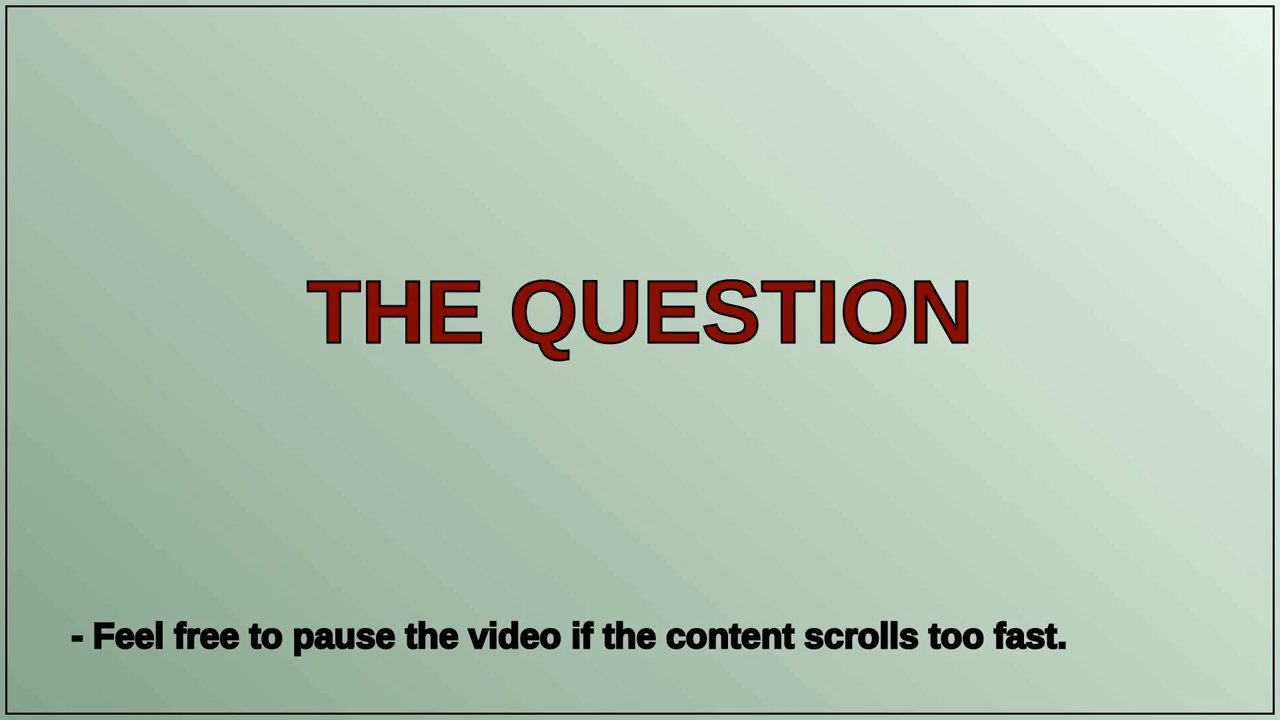 THE QUESTION
- Feel free to pause the video if the content scrolls too fast.